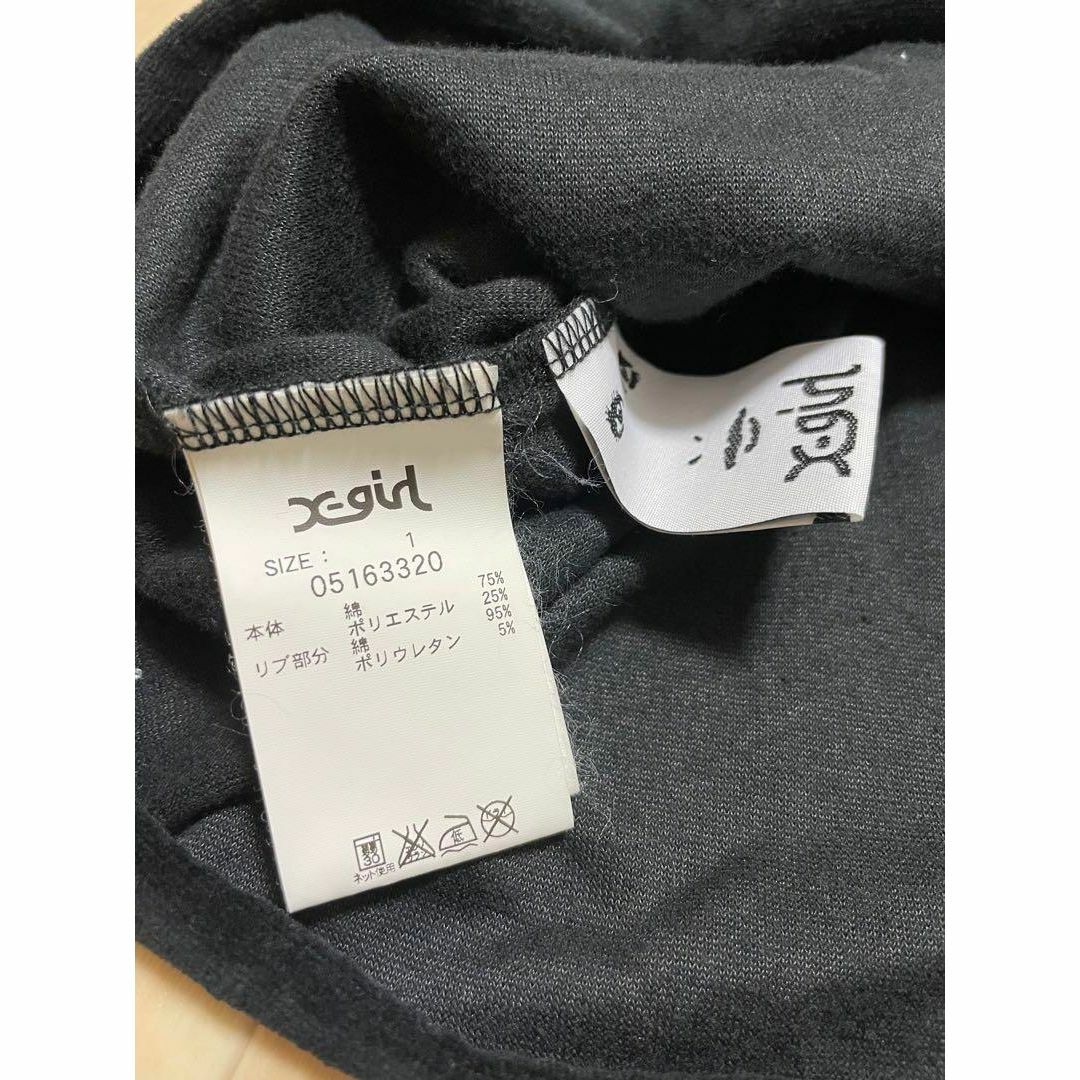 X-girl
SIZE : 1
05163320
本体 綿 75%
ポリエステル 25%
リブ部分 綿 95%
ポリウレタン 5%
30
低
ネット使用
X-girl